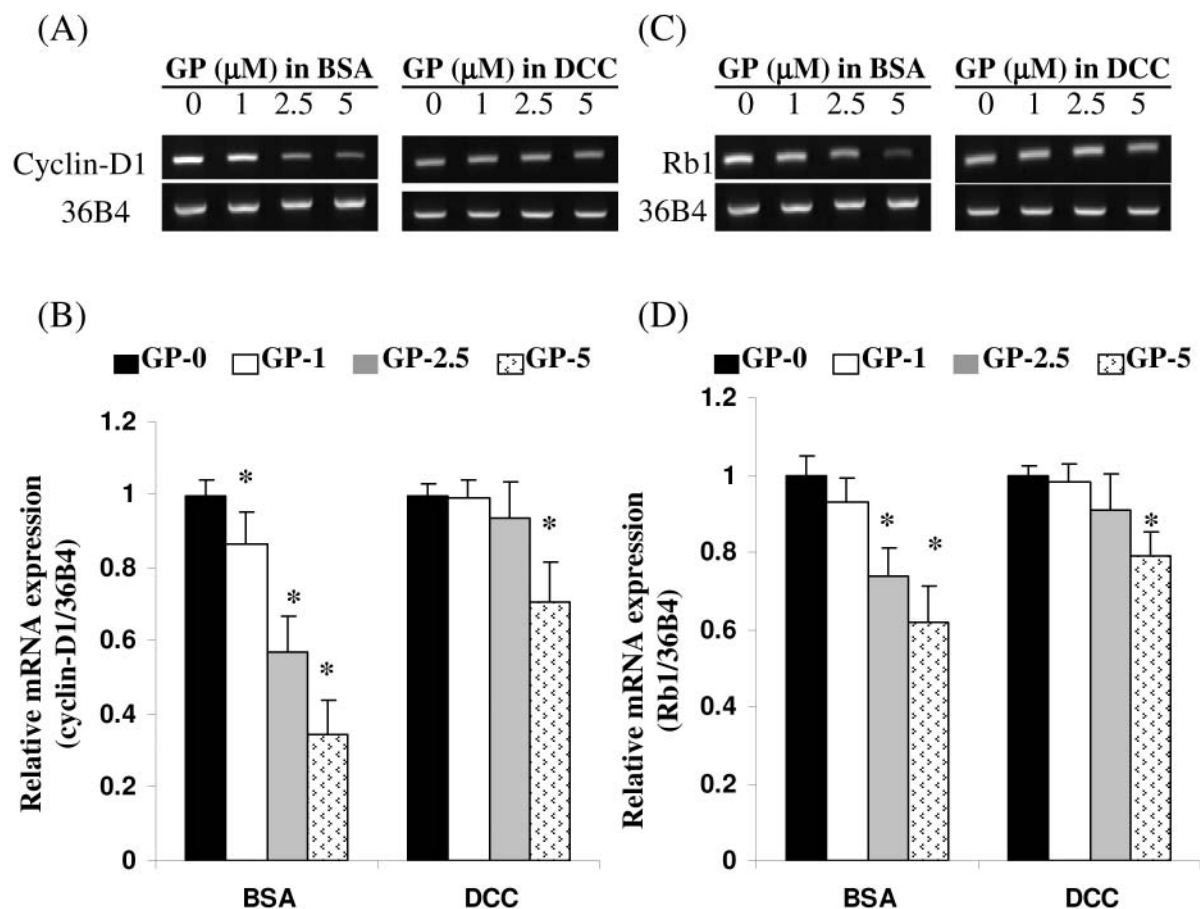 (A)
GP (μM) in BSA GP (μM) in DCC
0 1 2.5 5 0 1 2.5 5
Cyclin-D1
36B4
(C)
GP (μM) in BSA GP (μM) in DCC
0 1 2.5 5 0 1 2.5 5
Rb1
36B4
(B)
GP-0 GP-1 GP-2.5 GP-5
Relative mRNA expression
(cyclin-D1/36B4)
1.2
1
0.8
0.6
0.4
0.2
0
* * * *
BSA DCC
(D)
GP-0 GP-1 GP-2.5 GP-5
Relative mRNA expression
(Rb1/36B4)
1.2
1
0.8
0.6
0.4
0.2
0
* * *
BSA DCC